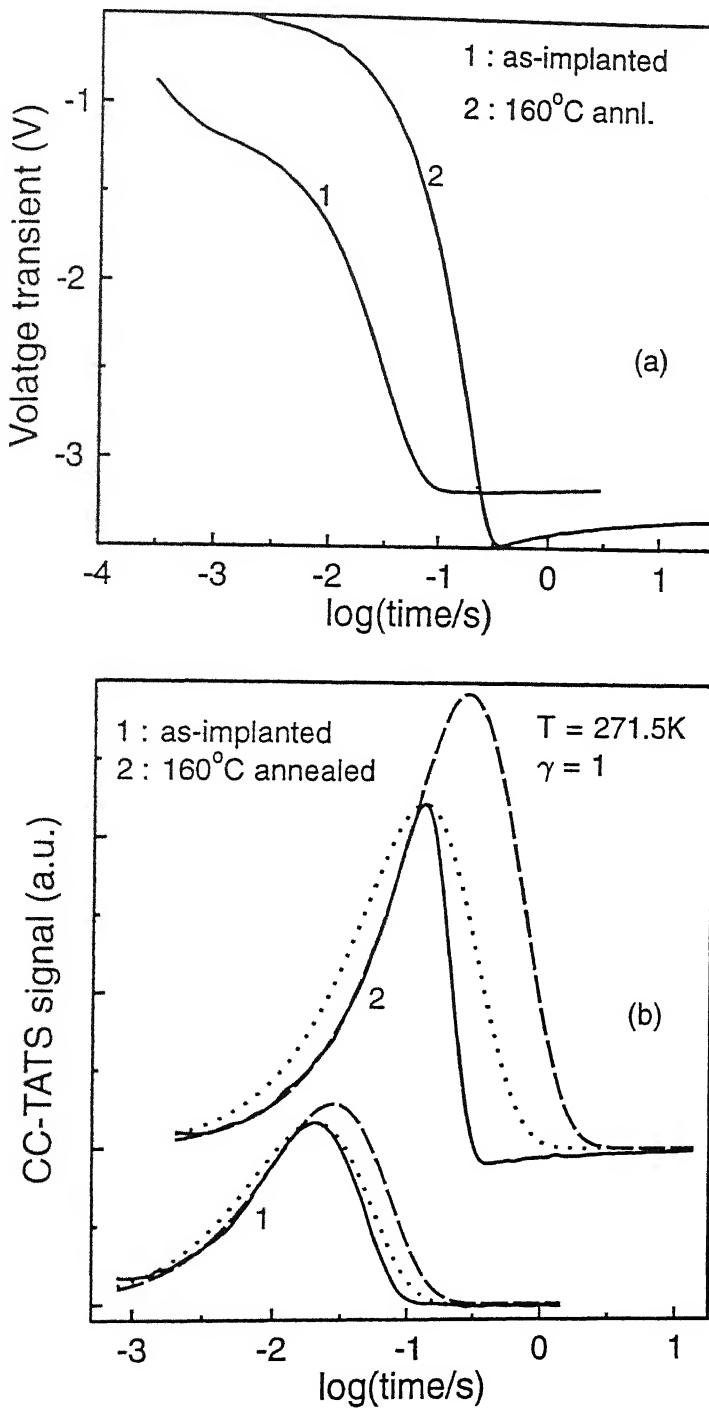 1 : as-implanted
2 : 160°C annl.
-1
-2
-3
Volatge transient (V)
1
2
(a)
-4 -3 -2 -1 0 1
log(time/s)
1 : as-implanted
2 : 160°C annealed
T = 271.5K
γ = 1
CC-TATS signal (a.u.)
2
1
(b)
-3 -2 -1 0 1
log(time/s)